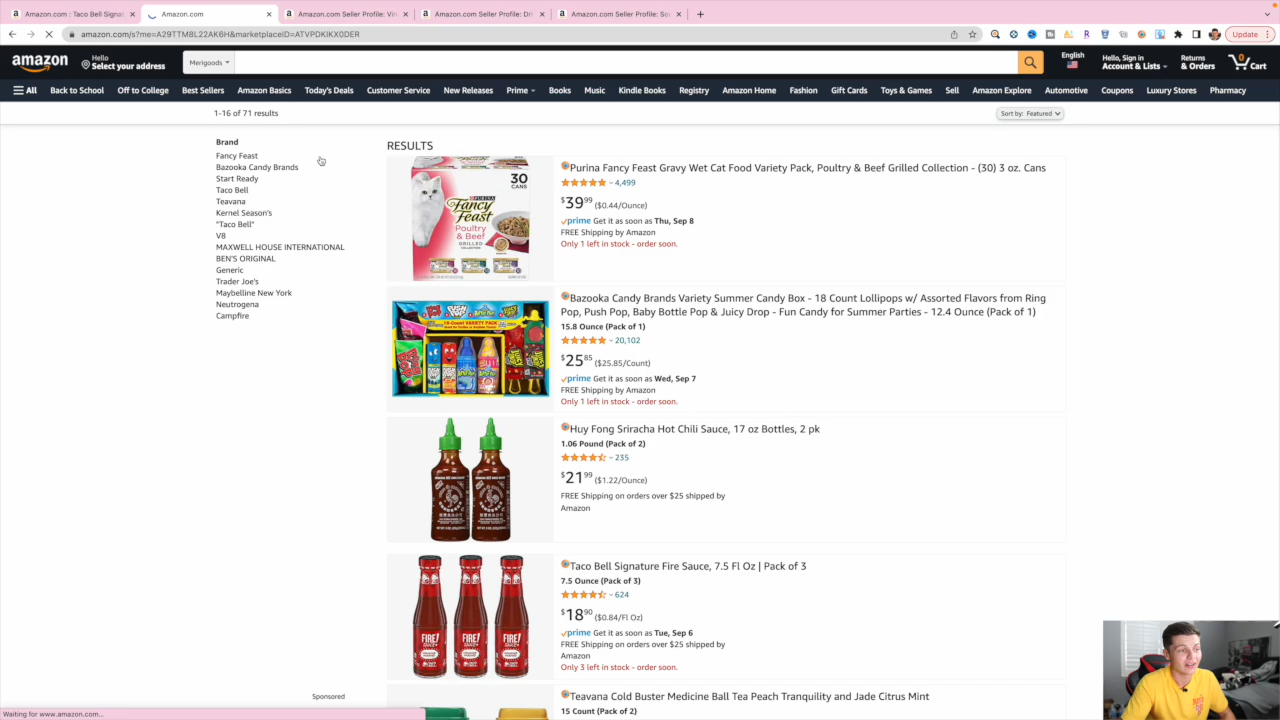 Amazon.com : Taco Bell Signat
Amazon.com
Amazon.com Seller Profile: Vin
Amazon.com Seller Profile: Dri
Amazon.com Seller Profile: Sou
amazon.com/s?me=A29TTM8L22AK6H&marketplaceID=ATVPDKIKX0DER
Update
amazon
Hello
Select your address
Merigoods
English
Hello, Sign in
Account & Lists
Returns
& Orders
0
Cart
All
Back to School
Off to College
Best Sellers
Amazon Basics
Today's Deals
Customer Service
New Releases
Prime
Books
Music
Kindle Books
Registry
Amazon Home
Fashion
Gift Cards
Toys & Games
Sell
Amazon Explore
Automotive
Coupons
Luxury Stores
Pharmacy
1-16 of 71 results
Sort by: Featured
Brand
Fancy Feast
Bazooka Candy Brands
Start Ready
Taco Bell
Teavana
Kernel Season's
"Taco Bell"
V8
MAXWELL HOUSE INTERNATIONAL
BEN'S ORIGINAL
Generic
Trader Joe's
Maybelline New York
Neutrogena
Campfire
Sponsored
RESULTS
30
CANS
PURINA
Fancy
Feast
Poultry
& Beef
GRILLED
Purina Fancy Feast Gravy Wet Cat Food Variety Pack, Poultry & Beef Grilled Collection - (30) 3 oz. Cans
4,499
$39.99 ($0.44/Ounce)
prime Get it as soon as Thu, Sep 8
FREE Shipping by Amazon
Only 1 left in stock - order soon.
Bazooka Candy Brands Variety Summer Candy Box - 18 Count Lollipops w/ Assorted Flavors from Ring
Pop, Push Pop, Baby Bottle Pop & Juicy Drop - Fun Candy for Summer Parties - 12.4 Ounce (Pack of 1)
15.8 Ounce (Pack of 1)
20,102
$25.85 ($25.85/Count)
prime Get it as soon as Wed, Sep 7
FREE Shipping by Amazon
Only 1 left in stock - order soon.
Huy Fong Sriracha Hot Chili Sauce, 17 oz Bottles, 2 pk
1.06 Pound (Pack of 2)
235
$21.99 ($1.22/Ounce)
FREE Shipping on orders over $25 shipped by
Amazon
FIRE!
FIRE!
FIRE!
Taco Bell Signature Fire Sauce, 7.5 Fl Oz | Pack of 3
7.5 Ounce (Pack of 3)
624
$18.90 ($0.84/Fl Oz)
prime Get it as soon as Tue, Sep 6
FREE Shipping on orders over $25 shipped by
Amazon
Only 3 left in stock - order soon.
Teavana Cold Buster Medicine Ball Tea Peach Tranquility and Jade Citrus Mint
15 Count (Pack of 2)
Waiting for www.amazon.com...